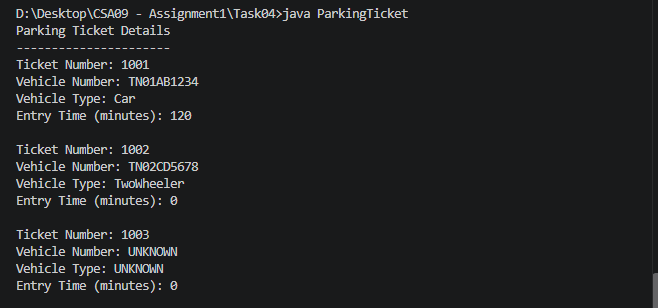 D:\Desktop\CSA09 - Assignment1\Task04>java ParkingTicket
Parking Ticket Details
----------------------
Ticket Number: 1001
Vehicle Number: TN01AB1234
Vehicle Type: Car
Entry Time (minutes): 120
Ticket Number: 1002
Vehicle Number: TN02CD5678
Vehicle Type: TwoWheeler
Entry Time (minutes): 0
Ticket Number: 1003
Vehicle Number: UNKNOWN
Vehicle Type: UNKNOWN
Entry Time (minutes): 0